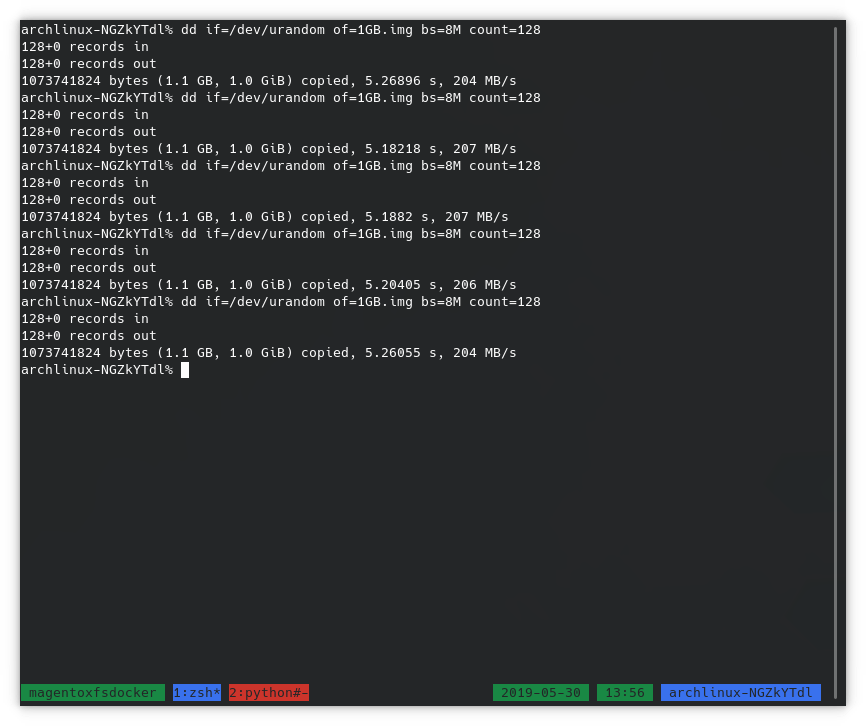 archlinux-NGZkYTdl% dd if=/dev/urandom of=1GB.img bs=8M count=128
128+0 records in
128+0 records out
1073741824 bytes (1.1 GB, 1.0 GiB) copied, 5.26896 s, 204 MB/s
archlinux-NGZkYTdl% dd if=/dev/urandom of=1GB.img bs=8M count=128
128+0 records in
128+0 records out
1073741824 bytes (1.1 GB, 1.0 GiB) copied, 5.18218 s, 207 MB/s
archlinux-NGZkYTdl% dd if=/dev/urandom of=1GB.img bs=8M count=128
128+0 records in
128+0 records out
1073741824 bytes (1.1 GB, 1.0 GiB) copied, 5.1882 s, 207 MB/s
archlinux-NGZkYTdl% dd if=/dev/urandom of=1GB.img bs=8M count=128
128+0 records in
128+0 records out
1073741824 bytes (1.1 GB, 1.0 GiB) copied, 5.20405 s, 206 MB/s
archlinux-NGZkYTdl% dd if=/dev/urandom of=1GB.img bs=8M count=128
128+0 records in
128+0 records out
1073741824 bytes (1.1 GB, 1.0 GiB) copied, 5.26055 s, 204 MB/s
archlinux-NGZkYTdl%
magentoxfsdocker 1:zsh* 2:python#- 2019-05-30 13:56 archlinux-NGZkYTdl